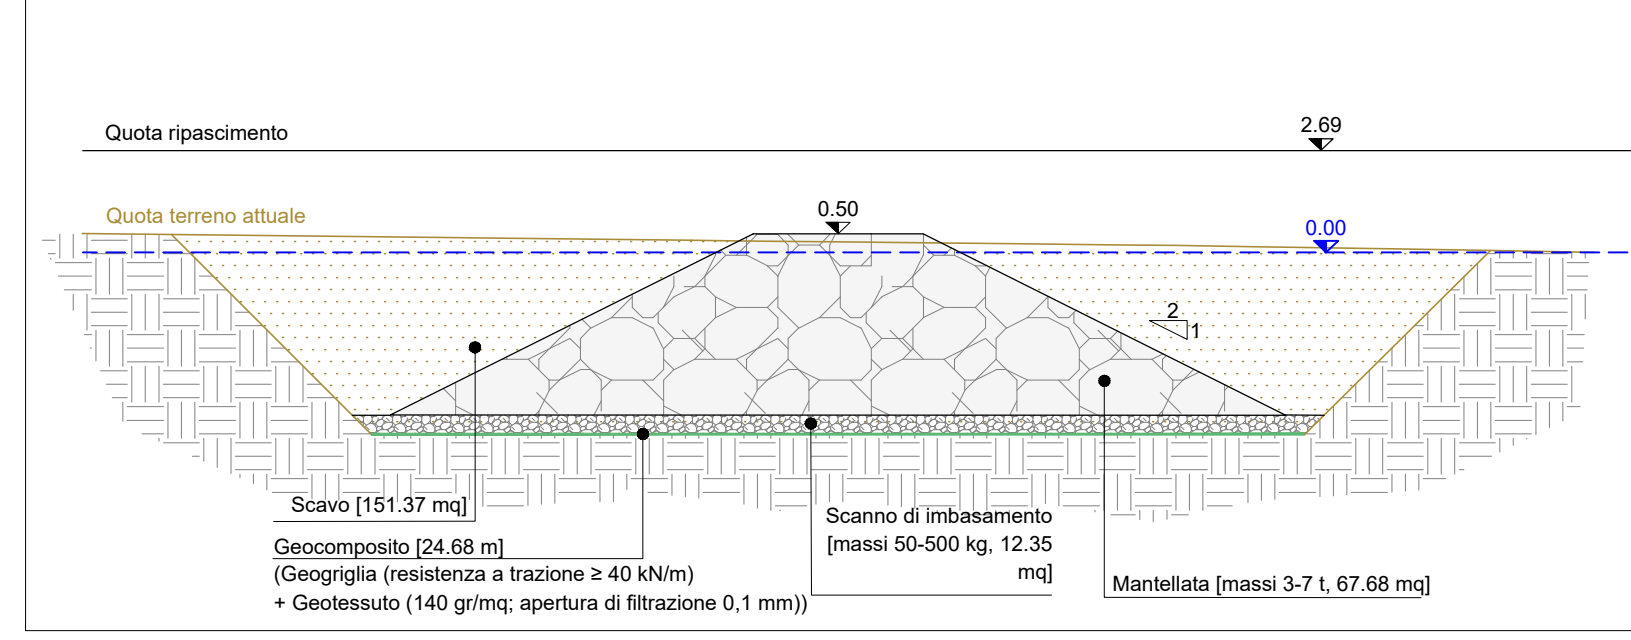 Quota ripascimento
2.69
Quota terreno attuale
0.50
0.00
2
1
Scavo [151.37 mq]
Geocomposito [24.68 m]
(Geogriglia (resistenza a trazione ≥ 40 kN/m)
+ Geotessuto (140 gr/mq; apertura di filtrazione 0,1 mm))
Scanno di imbasamento
[massi 50-500 kg, 12.35
mq]
Mantellata [massi 3-7 t, 67.68 mq]